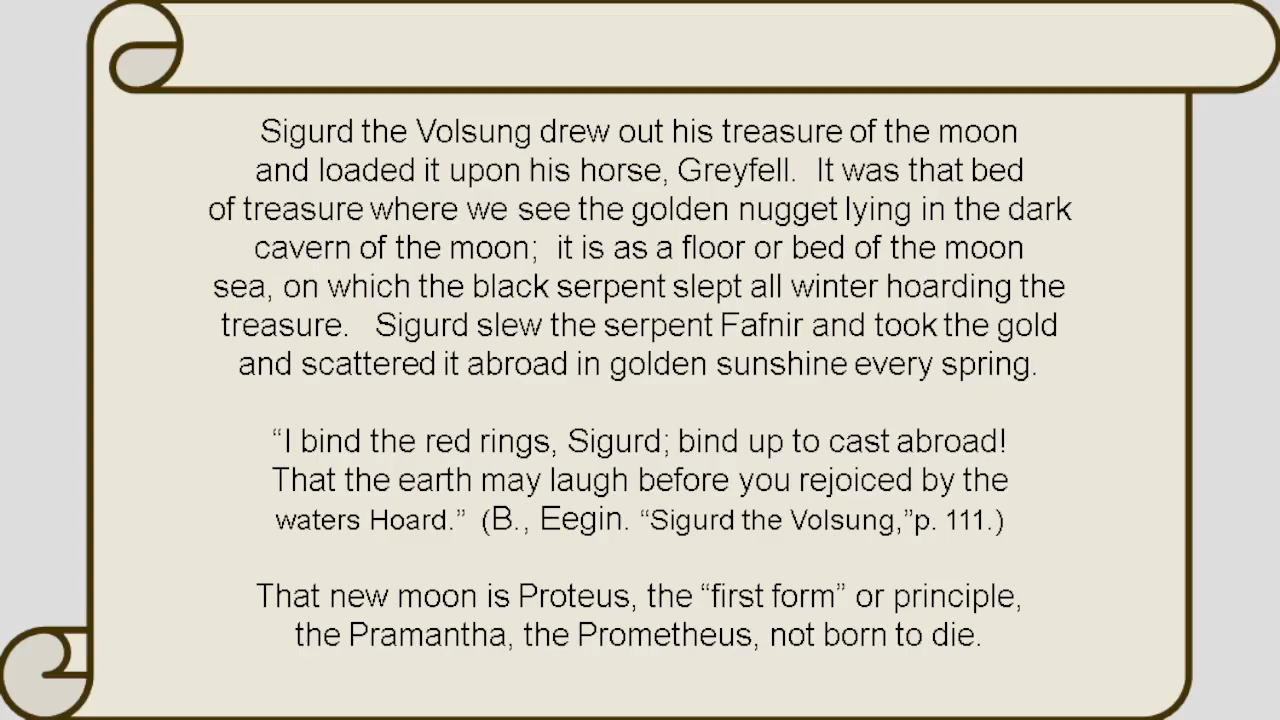 Sigurd the Volsung drew out his treasure of the moon
and loaded it upon his horse, Greyfell.  It was that bed
of treasure where we see the golden nugget lying in the dark
cavern of the moon;  it is as a floor or bed of the moon
sea, on which the black serpent slept all winter hoarding the
treasure.   Sigurd slew the serpent Fafnir and took the gold
and scattered it abroad in golden sunshine every spring.
“I bind the red rings, Sigurd; bind up to cast abroad!
That the earth may laugh before you rejoiced by the
waters Hoard.”  (B., Eegin. “Sigurd the Volsung,”p. 111.)
That new moon is Proteus, the “first form” or principle,
the Pramantha, the Prometheus, not born to die.